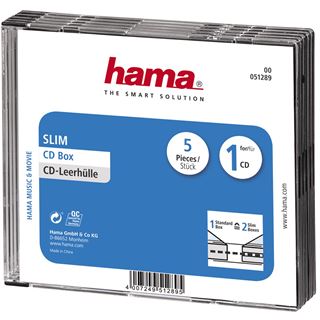 hama®
THE SMART SOLUTION
00
051289
SLIM
CD Box
CD-Leerhülle
5
Pieces/
Stück
1
for/für
CD
HAMA MUSIC & MOVIE
QC
Hama GmbH & Co KG
D-86652 Monheim
www.hama.com
Made in China
1 Standard Box ≙ 2 Slim Boxes
4 007249 512895